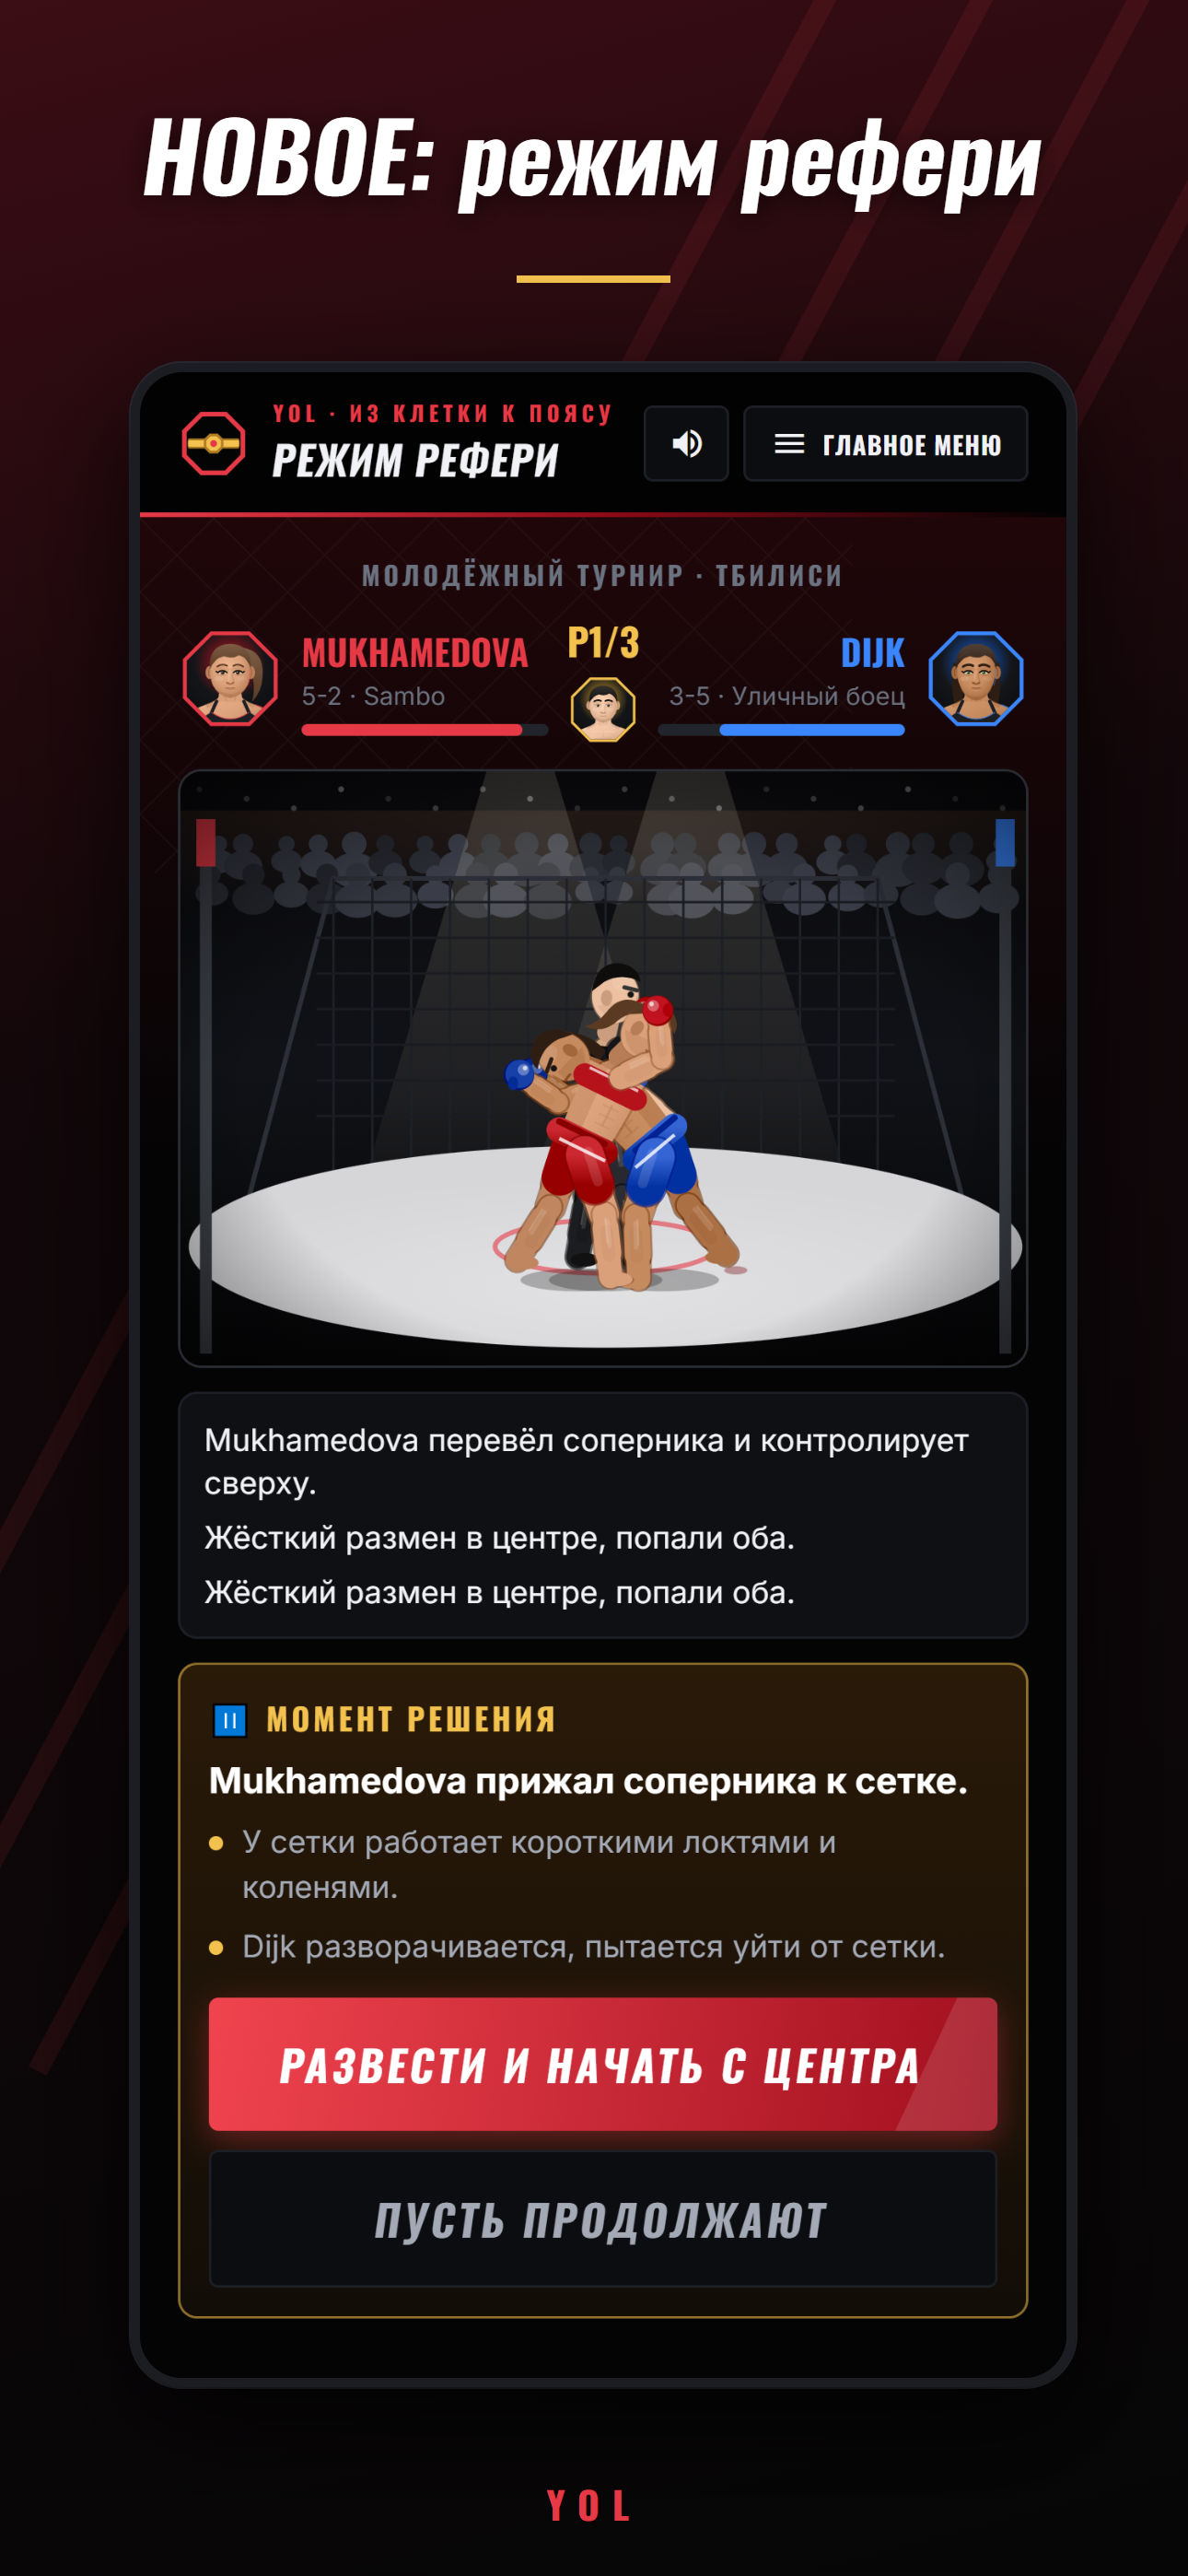 НОВОЕ: режим рефери
YOL · ИЗ КЛЕТКИ К ПОЯСУ
РЕЖИМ РЕФЕРИ
ГЛАВНОЕ МЕНЮ
МОЛОДЁЖНЫЙ ТУРНИР · ТБИЛИСИ
MUKHAMEDOVA
5-2 · Sambo
Р1/3
DIJK
3-5 · Уличный боец
Mukhamedova перевёл соперника и контролирует
сверху.
Жёсткий размен в центре, попали оба.
Жёсткий размен в центре, попали оба.
МОМЕНТ РЕШЕНИЯ
Mukhamedova прижал соперника к сетке.
У сетки работает короткими локтями и
коленями.
Dijk разворачивается, пытается уйти от сетки.
РАЗВЕСТИ И НАЧАТЬ С ЦЕНТРА
ПУСТЬ ПРОДОЛЖАЮТ
YOL